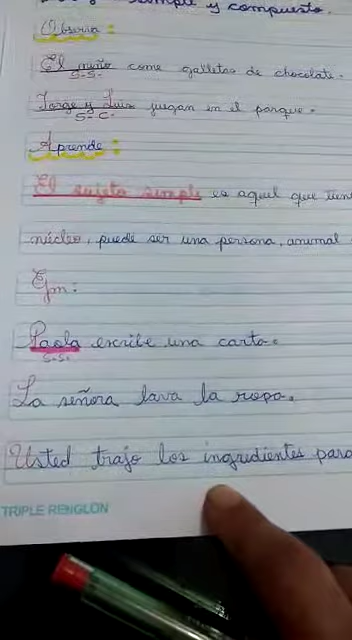 simple y compuesto.
Observa:
El niño come galletas de chocolate.
S.S.
Jorge y Luis juegan en el parque.
S.C.
Aprende:
El sujeto simple es aquel que
núcleo, puede ser una persona, animal
Ejm:
Paola escribe una carta.
S.S.
La señora lava la ropa.
Usted trajo los ingredientes para
TRIPLE RENGLÓN